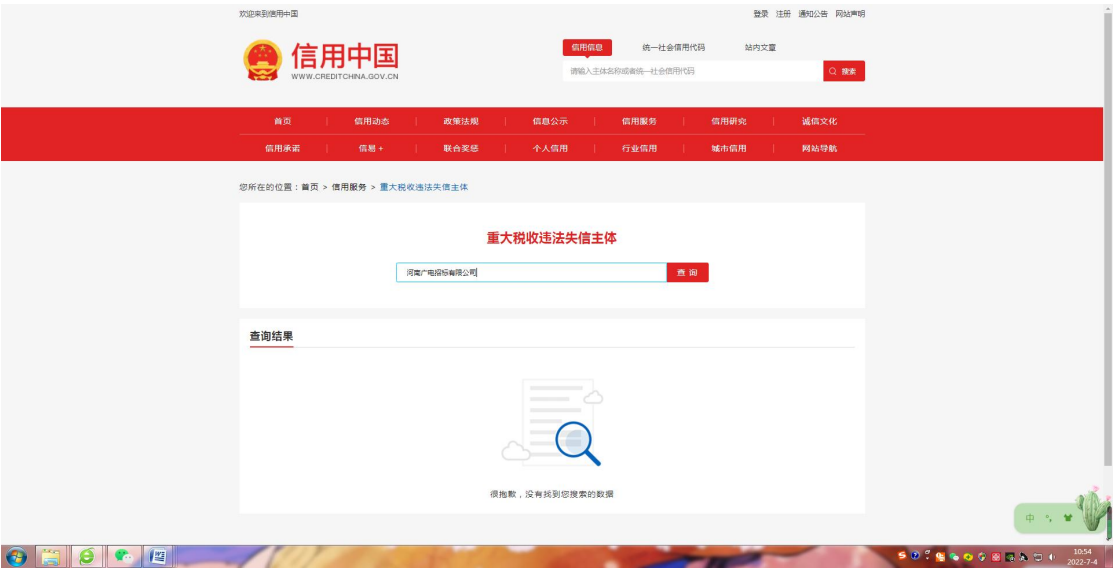 欢迎来到信用中国
登录 注册 通知公告 网站声明
信用中国
WWW.CREDITCHINA.GOV.CN
信用信息 统一社会信用代码 站内文章
请输入主体名称或者统一社会信用代码 搜索
首页 | 信用动态 | 政策法规 | 信息公示 | 信用服务 | 信用研究 | 诚信文化
信用承诺 | 信易+ | 联合奖惩 | 个人信用 | 行业信用 | 城市信用 | 网站导航
您所在的位置：首页 > 信用服务 > 重大税收违法失信主体
重大税收违法失信主体
河南广电招标有限公司 查询
查询结果
很抱歉，没有找到您搜索的数据
中
10:54
2022-7-4